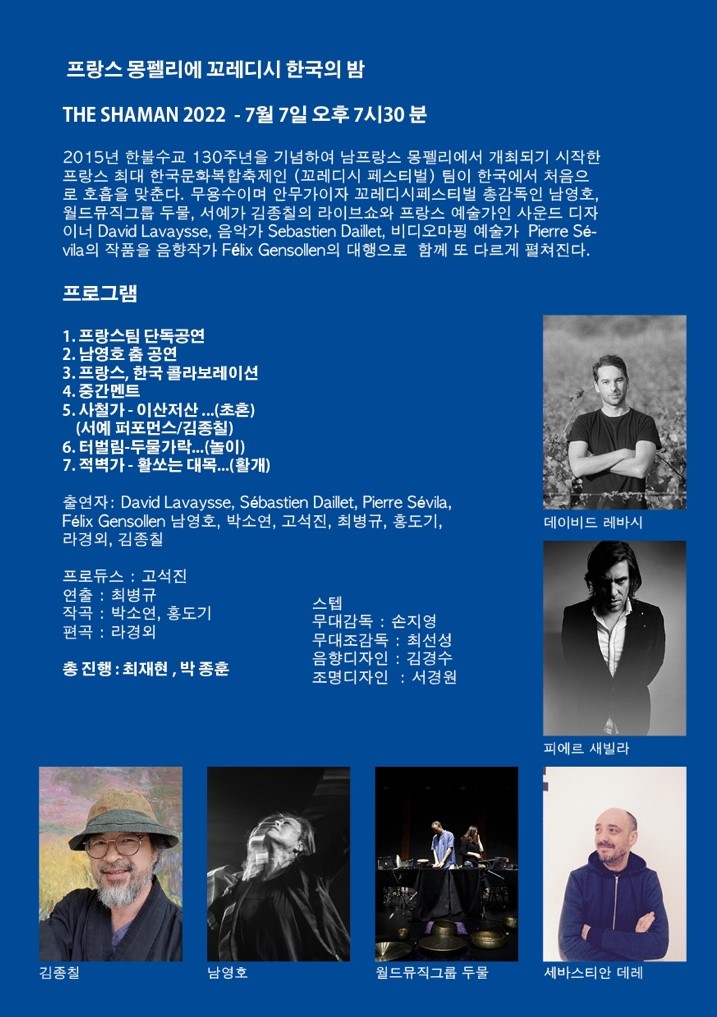 프랑스 몽펠리에 꼬레디시 한국의 밤
THE SHAMAN 2022 - 7월 7일 오후 7시30 분
2015년 한불수교 130주년을 기념하여 남프랑스 몽펠리에서 개최되기 시작한
프랑스 최대 한국문화복합축제인 (꼬레디시 페스티벌) 팀이 한국에서 처음으
로 호흡을 맞춘다. 무용수이며 안무가이자 꼬레디시페스티벌 총감독인 남영호,
월드뮤직그룹 두물, 서예가 김종칠의 라이브쇼와 프랑스 예술가인 사운드 디자
이너 David Lavaysse, 음악가 Sebastien Daillet, 비디오마핑 예술가 Pierre Sé-
vila의 작품을 음향작가 Félix Gensollen의 대행으로 함께 또 다르게 펼쳐진다.
프로그램
1. 프랑스팀 단독공연
2. 남영호 춤 공연
3. 프랑스, 한국 콜라보레이션
4. 중간멘트
5. 사철가 - 이산저산 ...(초혼)
(서예 퍼포먼스/김종칠)
6. 터벌림-두물가락...(놀이)
7. 적벽가 - 활쏘는 대목...(활개)
출연자: David Lavaysse, Sébastien Daillet, Pierre Sévila,
Félix Gensollen 남영호, 박소연, 고석진, 최병규, 홍도기,
라경외, 김종칠
프로듀스 : 고석진
연출 : 최병규
작곡 : 박소연, 홍도기
편곡 : 라경외
총 진행 : 최재현 , 박 종훈
스텝
무대감독 : 손지영
무대조감독 : 최선성
음향디자인 : 김경수
조명디자인 : 서경원
데이비드 레바시
피에르 새빌라
김종칠
남영호
월드뮤직그룹 두물
세바스티안 데레